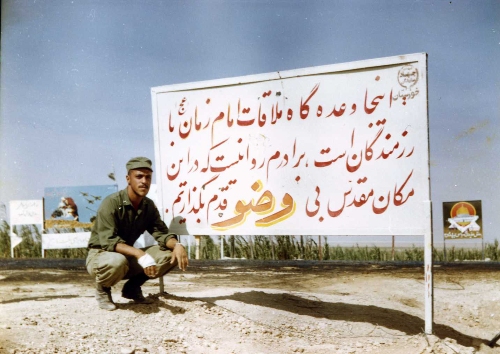 اینجا وعده گاه ملاقات امام زمان عج با
رزمندگان است، برادرم روا نیست که در این
مکان مقدس بی وضو قدم بگذاریم